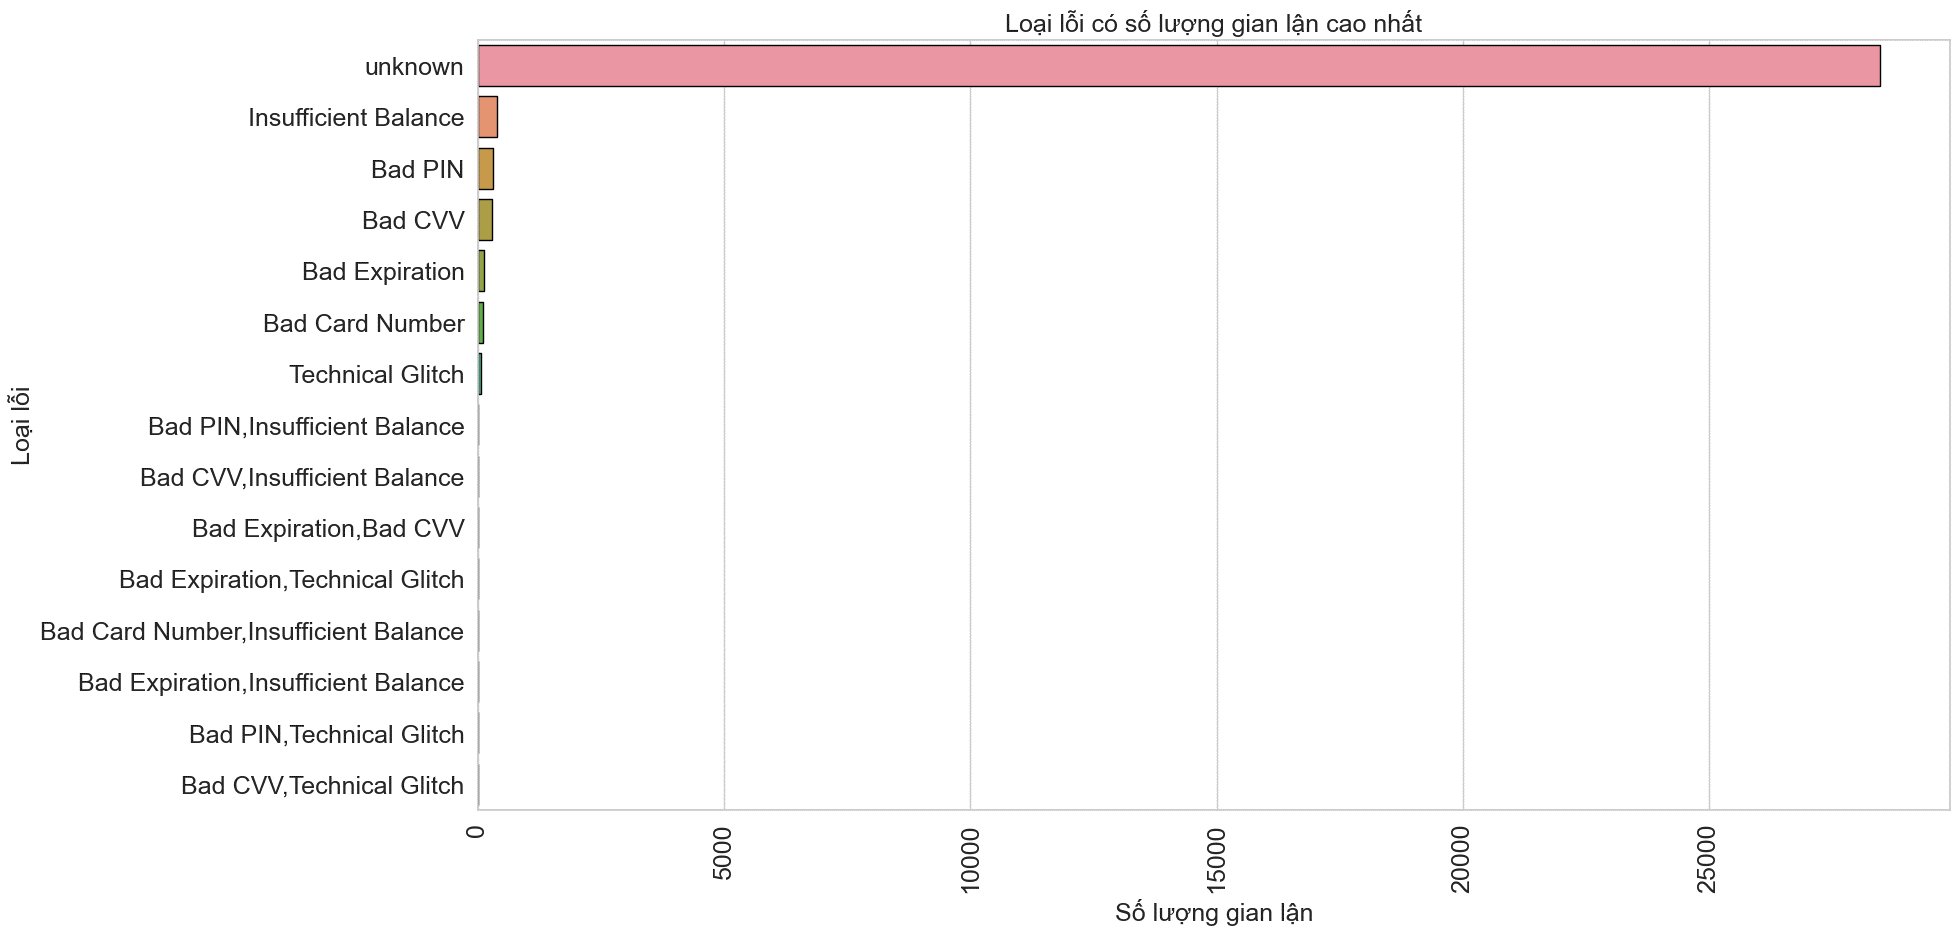 Loại lỗi có số lượng gian lận cao nhất
unknown
Insufficient Balance
Bad PIN
Bad CVV
Bad Expiration
Bad Card Number
Technical Glitch
Bad PIN,Insufficient Balance
Bad CVV,Insufficient Balance
Bad Expiration,Bad CVV
Bad Expiration,Technical Glitch
Bad Card Number,Insufficient Balance
Bad Expiration,Insufficient Balance
Bad PIN,Technical Glitch
Bad CVV,Technical Glitch
Loại lỗi
0
5000
10000
15000
20000
25000
Số lượng gian lận